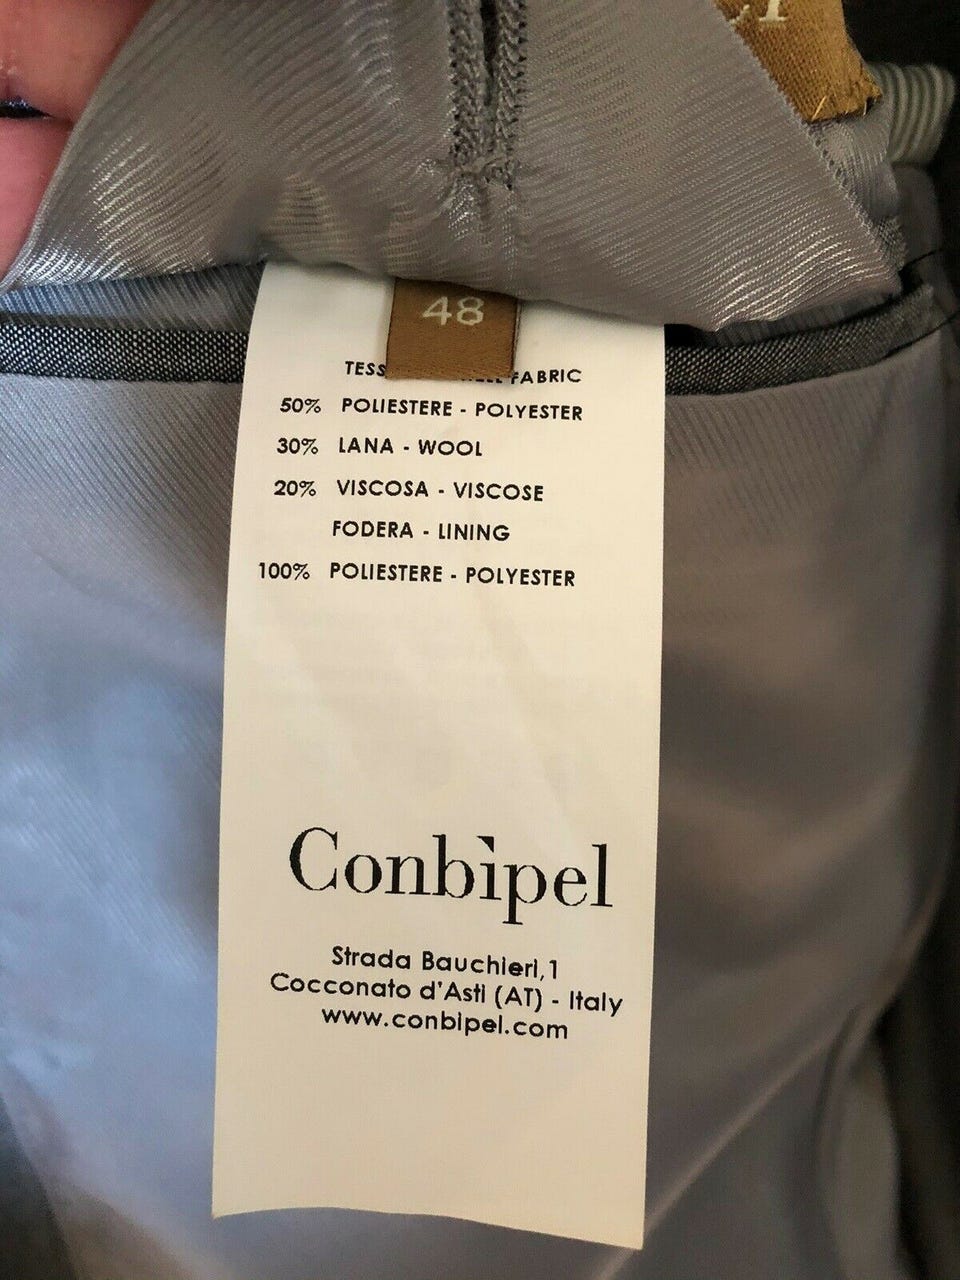 48
FABRIC
50% POLIESTERE - POLYESTER
30% LANA - WOOL
20% VISCOSA - VISCOSE
FODERA - LINING
100% POLIESTERE - POLYESTER
Conbipel
Strada Bauchieri,1
Cocconato d'Asti (AT) - Italy
www.conbipel.com